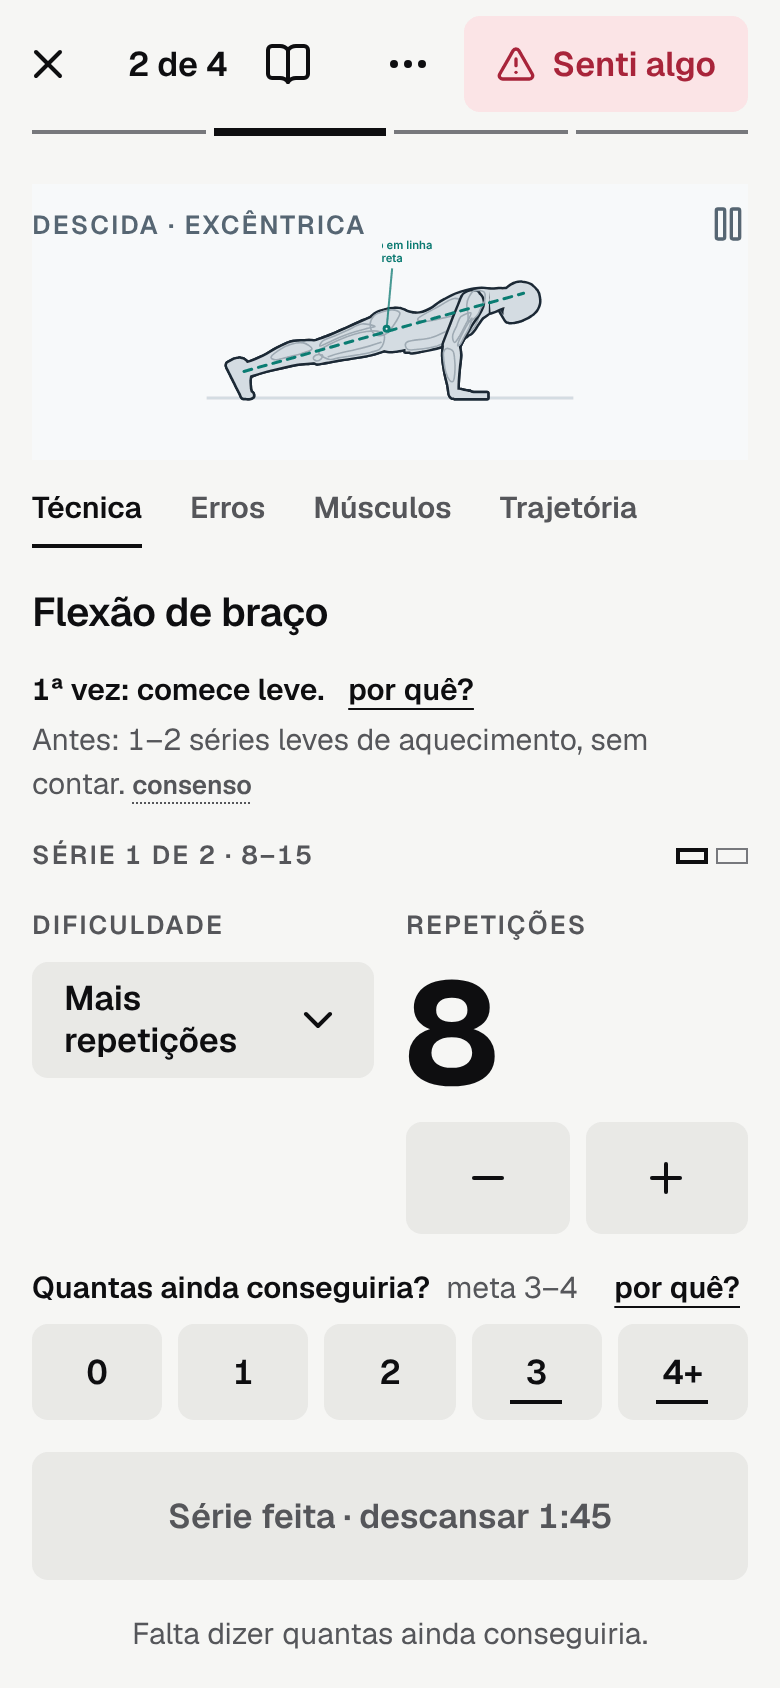 2 de 4
Senti algo
DESCIDA · EXCÊNTRICA
em linha
reta
Técnica Erros Músculos Trajetória
Flexão de braço
1ª vez: comece leve. por quê?
Antes: 1–2 séries leves de aquecimento, sem
contar. consenso
SÉRIE 1 DE 2 · 8–15
DIFICULDADE REPETIÇÕES
Mais
repetições
8
− +
Quantas ainda conseguiria? meta 3–4 por quê?
0 1 2 3 4+
Série feita · descansar 1:45
Falta dizer quantas ainda conseguiria.